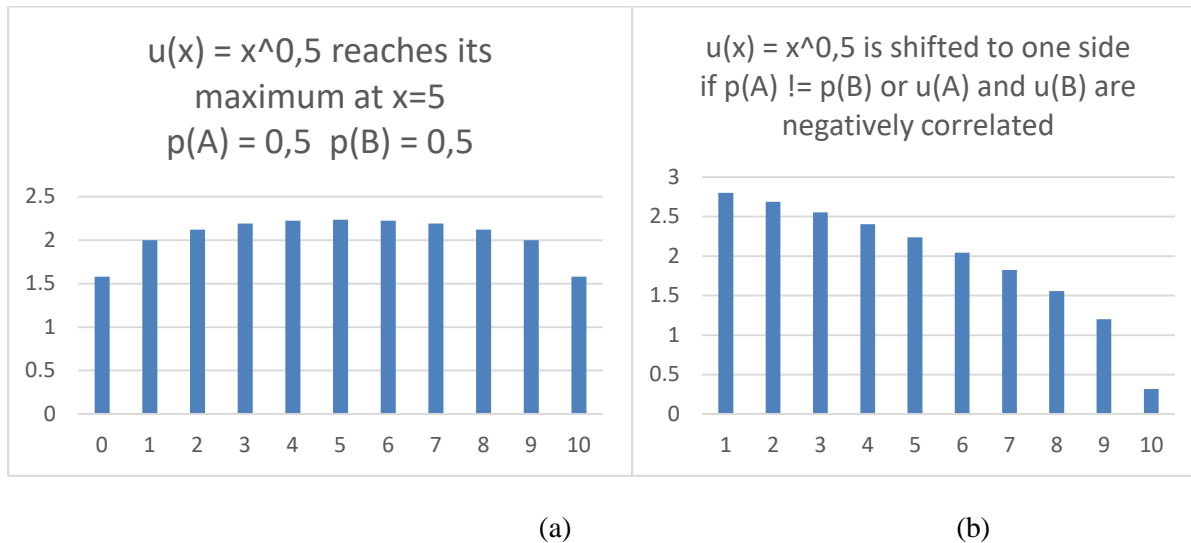 u(x) = x^0,5 reaches its
maximum at x=5
p(A) = 0,5 p(B) = 0,5
2.5
2
1.5
1
0.5
0
0 1 2 3 4 5 6 7 8 9 10
u(x) = x^0,5 is shifted to one side
if p(A) != p(B) or u(A) and u(B) are
negatively correlated
3
2.5
2
1.5
1
0.5
0
1 2 3 4 5 6 7 8 9 10
(a) (b)